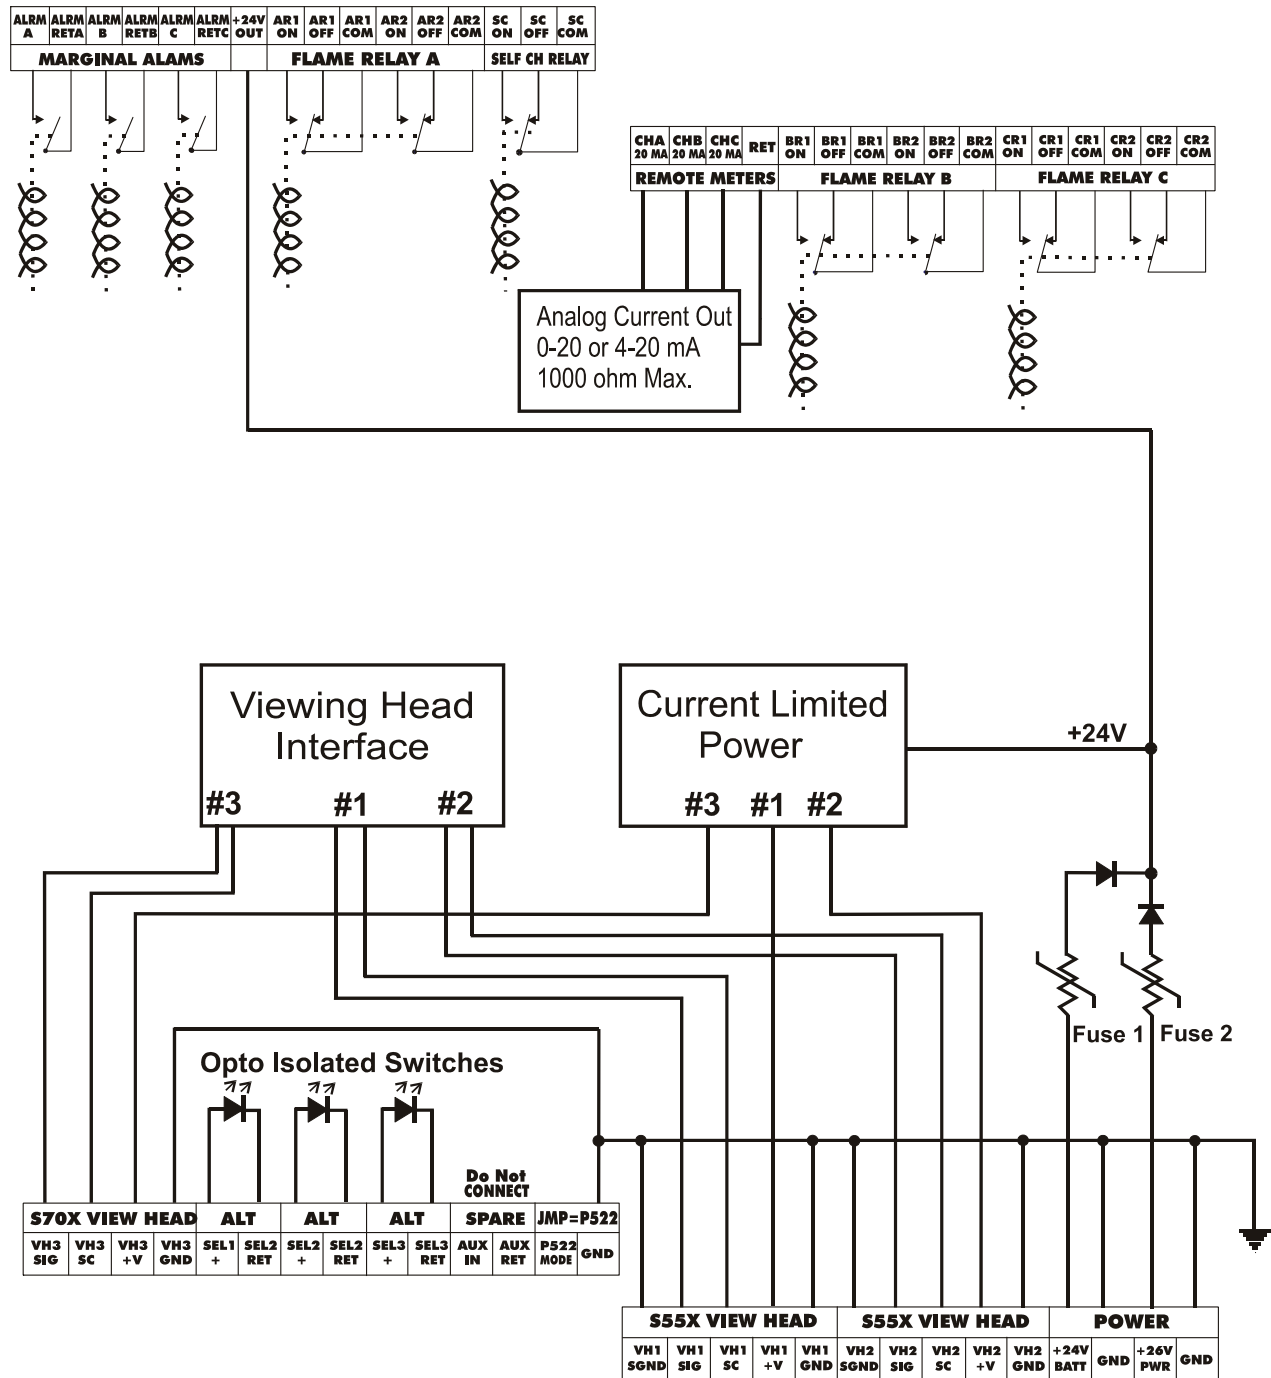 ALRM A ALRM RETA ALRM B ALRM RETB ALRM C ALRM RETC +24V OUT AR1 ON AR1 OFF AR1 COM AR2 ON AR2 OFF AR2 COM SC ON SC OFF SC COM
MARGINAL ALAMS FLAME RELAY A SELF CH RELAY
CHA 20 MA CHB 20 MA CHC 20 MA RET BR1 ON BR1 OFF BR1 COM BR2 ON BR2 OFF BR2 COM CR1 ON CR1 OFF CR1 COM CR2 ON CR2 OFF CR2 COM
REMOTE METERS FLAME RELAY B FLAME RELAY C
Analog Current Out
0-20 or 4-20 mA
1000 ohm Max.
Viewing Head
Interface
#3 #1 #2
Current Limited
Power
#3 #1 #2
+24V
Fuse 1 Fuse 2
Opto Isolated Switches
Do Not
CONNECT
S70X VIEW HEAD ALT ALT ALT SPARE JMP=P522
VH3 SIG VH3 SC VH3 +V VH3 GND SEL1 + SEL2 RET SEL2 + SEL2 RET SEL3 + SEL3 RET AUX IN AUX RET P522 MODE GND
S55X VIEW HEAD S55X VIEW HEAD POWER
VH1 SGND VH1 SIG VH1 SC VH1 +V VH1 GND VH2 SGND VH2 SIG VH2 SC VH2 +V VH2 GND +24V BATT GND +26V PWR GND